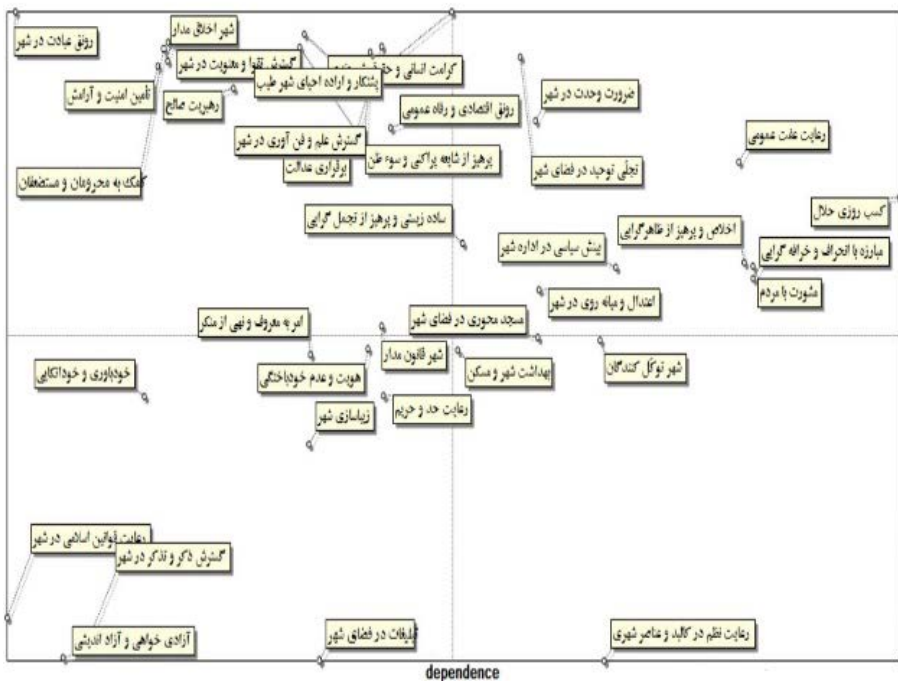 رونق عبادت در شهر
شهر اخلاق مدار
گسترش تقوا و معنویت در شهر
کرامت انسانی و
پشتکار و اراده احیای شهر طیب
تأمین امنیت و آرامش
رهبریت صالح
رونق اقتصادی و رفاه عمومی
ضرورت وحدت در شهر
گسترش علم و فن آوری در شهر
پرهیز از شایعه پراکنی و سوء ظن
رعایت عفت عمومی
برقراری عدالت
تجلّی توحید در فضای شهر
کمک به محرومان و مستضعفان
کسب روزی حلال
ساده زیستی و پرهیز از تجمل گرایی
اخلاص و پرهیز از ظاهرگرایی
بینش سیاسی در اداره شهر
مبارزه با انحراف و خرافه گرایی
مشورت با مردم
اعتدال و میانه روی در شهر
مسجد محوری در فضای شهر
امر به معروف و نهی از منکر
شهر قانون مدار
بهداشت شهر و مسکن
شهر توکّل کنندگان
خودباوری و خوداتکایی
هویت و عدم خودباختگی
رعایت حد و حریم
زیباسازی شهر
رعایت قوانین اسلامی در شهر
گسترش ذکر و تذکر در شهر
آزادی خواهی و آزاد اندیشی
تبلیغات در فضای شهر
رعایت نظم در کالبد و عناصر شهری
dependence